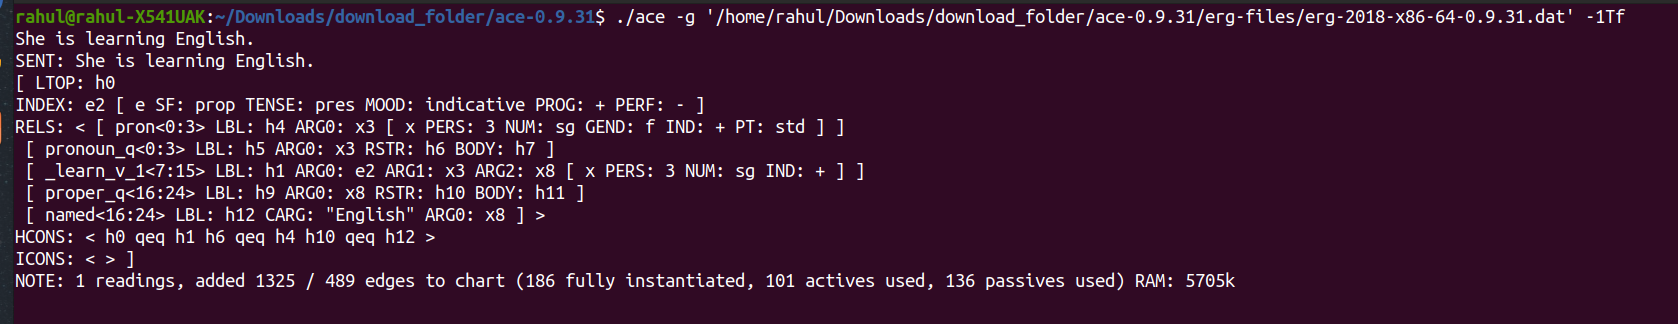 rahul@rahul-X541UAK:~/Downloads/download_folder/ace-0.9.31$ ./ace -g '/home/rahul/Downloads/download_folder/ace-0.9.31/erg-files/erg-2018-x86-64-0.9.31.dat' -1Tf
She is learning English.
SENT: She is learning English.
[ LTOP: h0
INDEX: e2 [ e SF: prop TENSE: pres MOOD: indicative PROG: + PERF: - ]
RELS: < [ pron<0:3> LBL: h4 ARG0: x3 [ x PERS: 3 NUM: sg GEND: f IND: + PT: std ] ]
 [ pronoun_q<0:3> LBL: h5 ARG0: x3 RSTR: h6 BODY: h7 ]
 [ _learn_v_1<7:15> LBL: h1 ARG0: e2 ARG1: x3 ARG2: x8 [ x PERS: 3 NUM: sg IND: + ] ]
 [ proper_q<16:24> LBL: h9 ARG0: x8 RSTR: h10 BODY: h11 ]
 [ named<16:24> LBL: h12 CARG: "English" ARG0: x8 ] >
HCONS: < h0 qeq h1 h6 qeq h4 h10 qeq h12 >
ICONS: < > ]
NOTE: 1 readings, added 1325 / 489 edges to chart (186 fully instantiated, 101 actives used, 136 passives used) RAM: 5705k